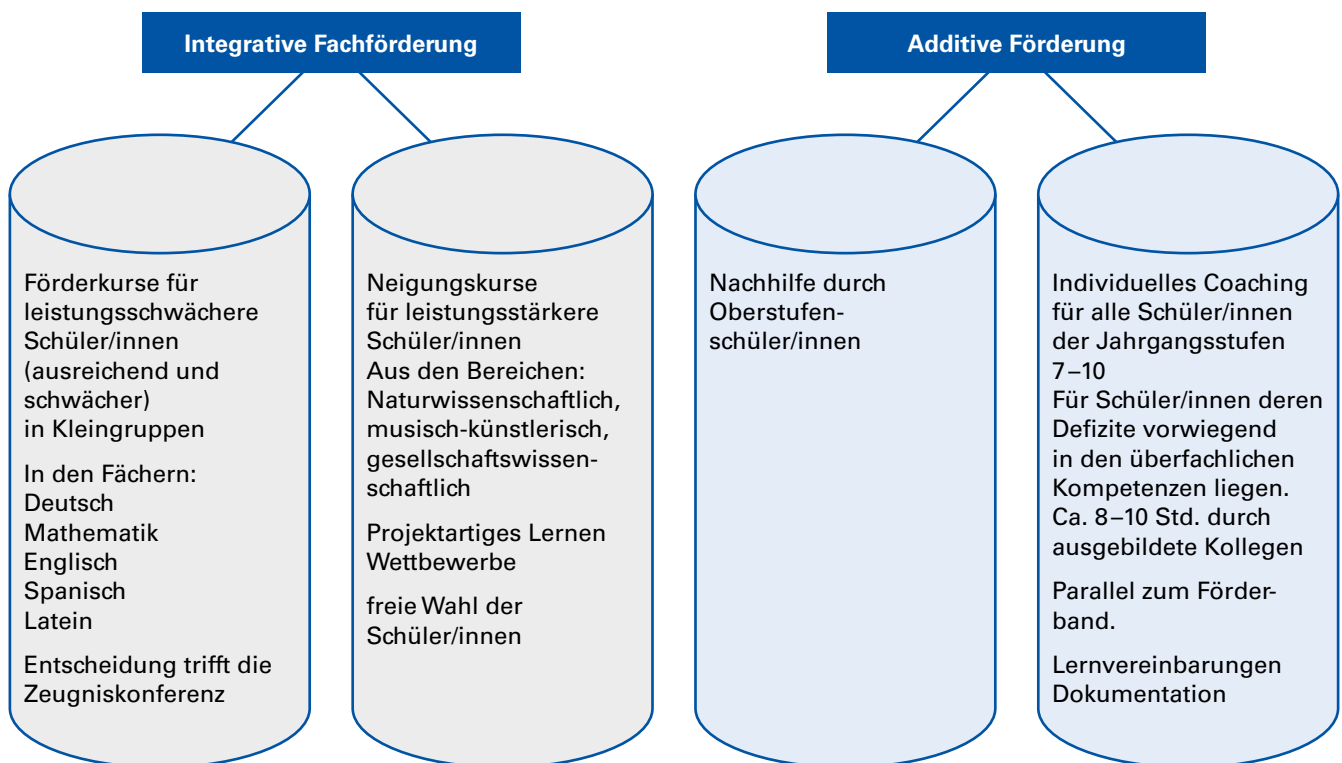 Integrative Fachförderung
Additive Förderung
Förderkurse für
leistungsschwächere
Schüler/innen
(ausreichend und
schwächer)
in Kleingruppen
In den Fächern:
Deutsch
Mathematik
Englisch
Spanisch
Latein
Entscheidung trifft die
Zeugniskonferenz
Neigungskurse
für leistungsstärkere
Schüler/innen
Aus den Bereichen:
Naturwissenschaftlich,
musisch-künstlerisch,
gesellschaftswissen-
schaftlich
Projektartiges Lernen
Wettbewerbe
freie Wahl der
Schüler/innen
Nachhilfe durch
Oberstufen-
schüler/innen
Individuelles Coaching
für alle Schüler/innen
der Jahrgangsstufen
7–10
Für Schüler/innen deren
Defizite vorwiegend
in den überfachlichen
Kompetenzen liegen.
Ca. 8–10 Std. durch
ausgebildete Kollegen
Parallel zum Förder-
band.
Lernvereinbarungen
Dokumentation